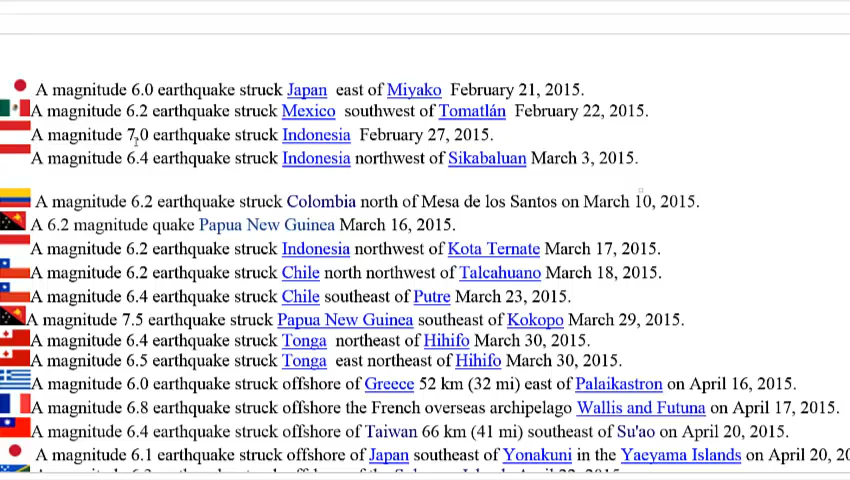 A magnitude 6.0 earthquake struck Japan east of Miyako February 21, 2015.
A magnitude 6.2 earthquake struck Mexico southwest of Tomatlán February 22, 2015.
A magnitude 7.0 earthquake struck Indonesia February 27, 2015.
A magnitude 6.4 earthquake struck Indonesia northwest of Sikabaluan March 3, 2015.
A magnitude 6.2 earthquake struck Colombia north of Mesa de los Santos on March 10, 2015.
A 6.2 magnitude quake Papua New Guinea March 16, 2015.
A magnitude 6.2 earthquake struck Indonesia northwest of Kota Ternate March 17, 2015.
A magnitude 6.2 earthquake struck Chile north northwest of Talcahuano March 18, 2015.
A magnitude 6.4 earthquake struck Chile southeast of Putre March 23, 2015.
A magnitude 7.5 earthquake struck Papua New Guinea southeast of Kokopo March 29, 2015.
A magnitude 6.4 earthquake struck Tonga northeast of Hihifo March 30, 2015.
A magnitude 6.5 earthquake struck Tonga east northeast of Hihifo March 30, 2015.
A magnitude 6.0 earthquake struck offshore of Greece 52 km (32 mi) east of Palaikastron on April 16, 2015.
A magnitude 6.8 earthquake struck offshore the French overseas archipelago Wallis and Futuna on April 17, 2015.
A magnitude 6.4 earthquake struck offshore of Taiwan 66 km (41 mi) southeast of Su'ao on April 20, 2015.
A magnitude 6.1 earthquake struck offshore of Japan southeast of Yonakuni in the Yaeyama Islands on April 20, 20